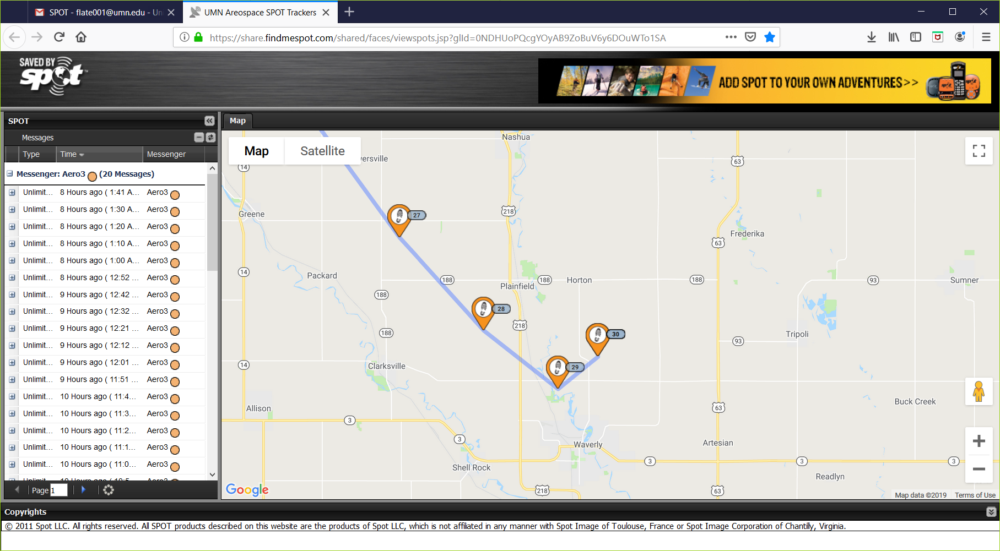 SPOT - flate001@umn.edu - Un
UMN Areospace SPOT Trackers
https://share.findmespot.com/shared/faces/viewspots.jsp?glId=0NDHUoPQcgYOyAB9ZoBuV6y6DOuWTo1SA
SAVED BY
spot
ADD SPOT TO YOUR OWN ADVENTURES>>
SPOT
Messages
Type Time Messenger
Messenger: Aero3 (20 Messages)
Unlimit... 8 Hours ago ( 1:41 A... Aero3
Unlimit... 8 Hours ago ( 1:30 A... Aero3
Unlimit... 8 Hours ago ( 1:20 A... Aero3
Unlimit... 8 Hours ago ( 1:10 A... Aero3
Unlimit... 8 Hours ago ( 1:00 A... Aero3
Unlimit... 8 Hours ago ( 12:52 ... Aero3
Unlimit... 9 Hours ago ( 12:42 ... Aero3
Unlimit... 9 Hours ago ( 12:32 ... Aero3
Unlimit... 9 Hours ago ( 12:21 ... Aero3
Unlimit... 9 Hours ago ( 12:12 ... Aero3
Unlimit... 9 Hours ago ( 12:01 ... Aero3
Unlimit... 9 Hours ago ( 11:51 ... Aero3
Unlimit... 10 Hours ago ( 11:4... Aero3
Unlimit... 10 Hours ago ( 11:3... Aero3
Unlimit... 10 Hours ago ( 11:2... Aero3
Unlimit... 10 Hours ago ( 11:1... Aero3
Unlimit... 10 Hours ago ( 11:0... Aero3
Page 1
Map
Map Satellite
Nashua
ersville
14
63
218
Greene
27
Frederika
63
14
Packard
188
Plainfield
188
Horton
188
93
Sumner
188
28
218
188
30
Tripoli
93
14
Clarksville
29
Buck Creek
Allison
63
3
3
Waverly
Artesian
3
3
3
Shell Rock
Readlyn
Google
218
63
Map data ©2019 Terms of Use
Copyrights
© 2011 Spot LLC. All rights reserved. All SPOT products described on this website are the products of Spot LLC, which is not affiliated in any manner with Spot Image of Toulouse, France or Spot Image Corporation of Chantilly, Virginia.